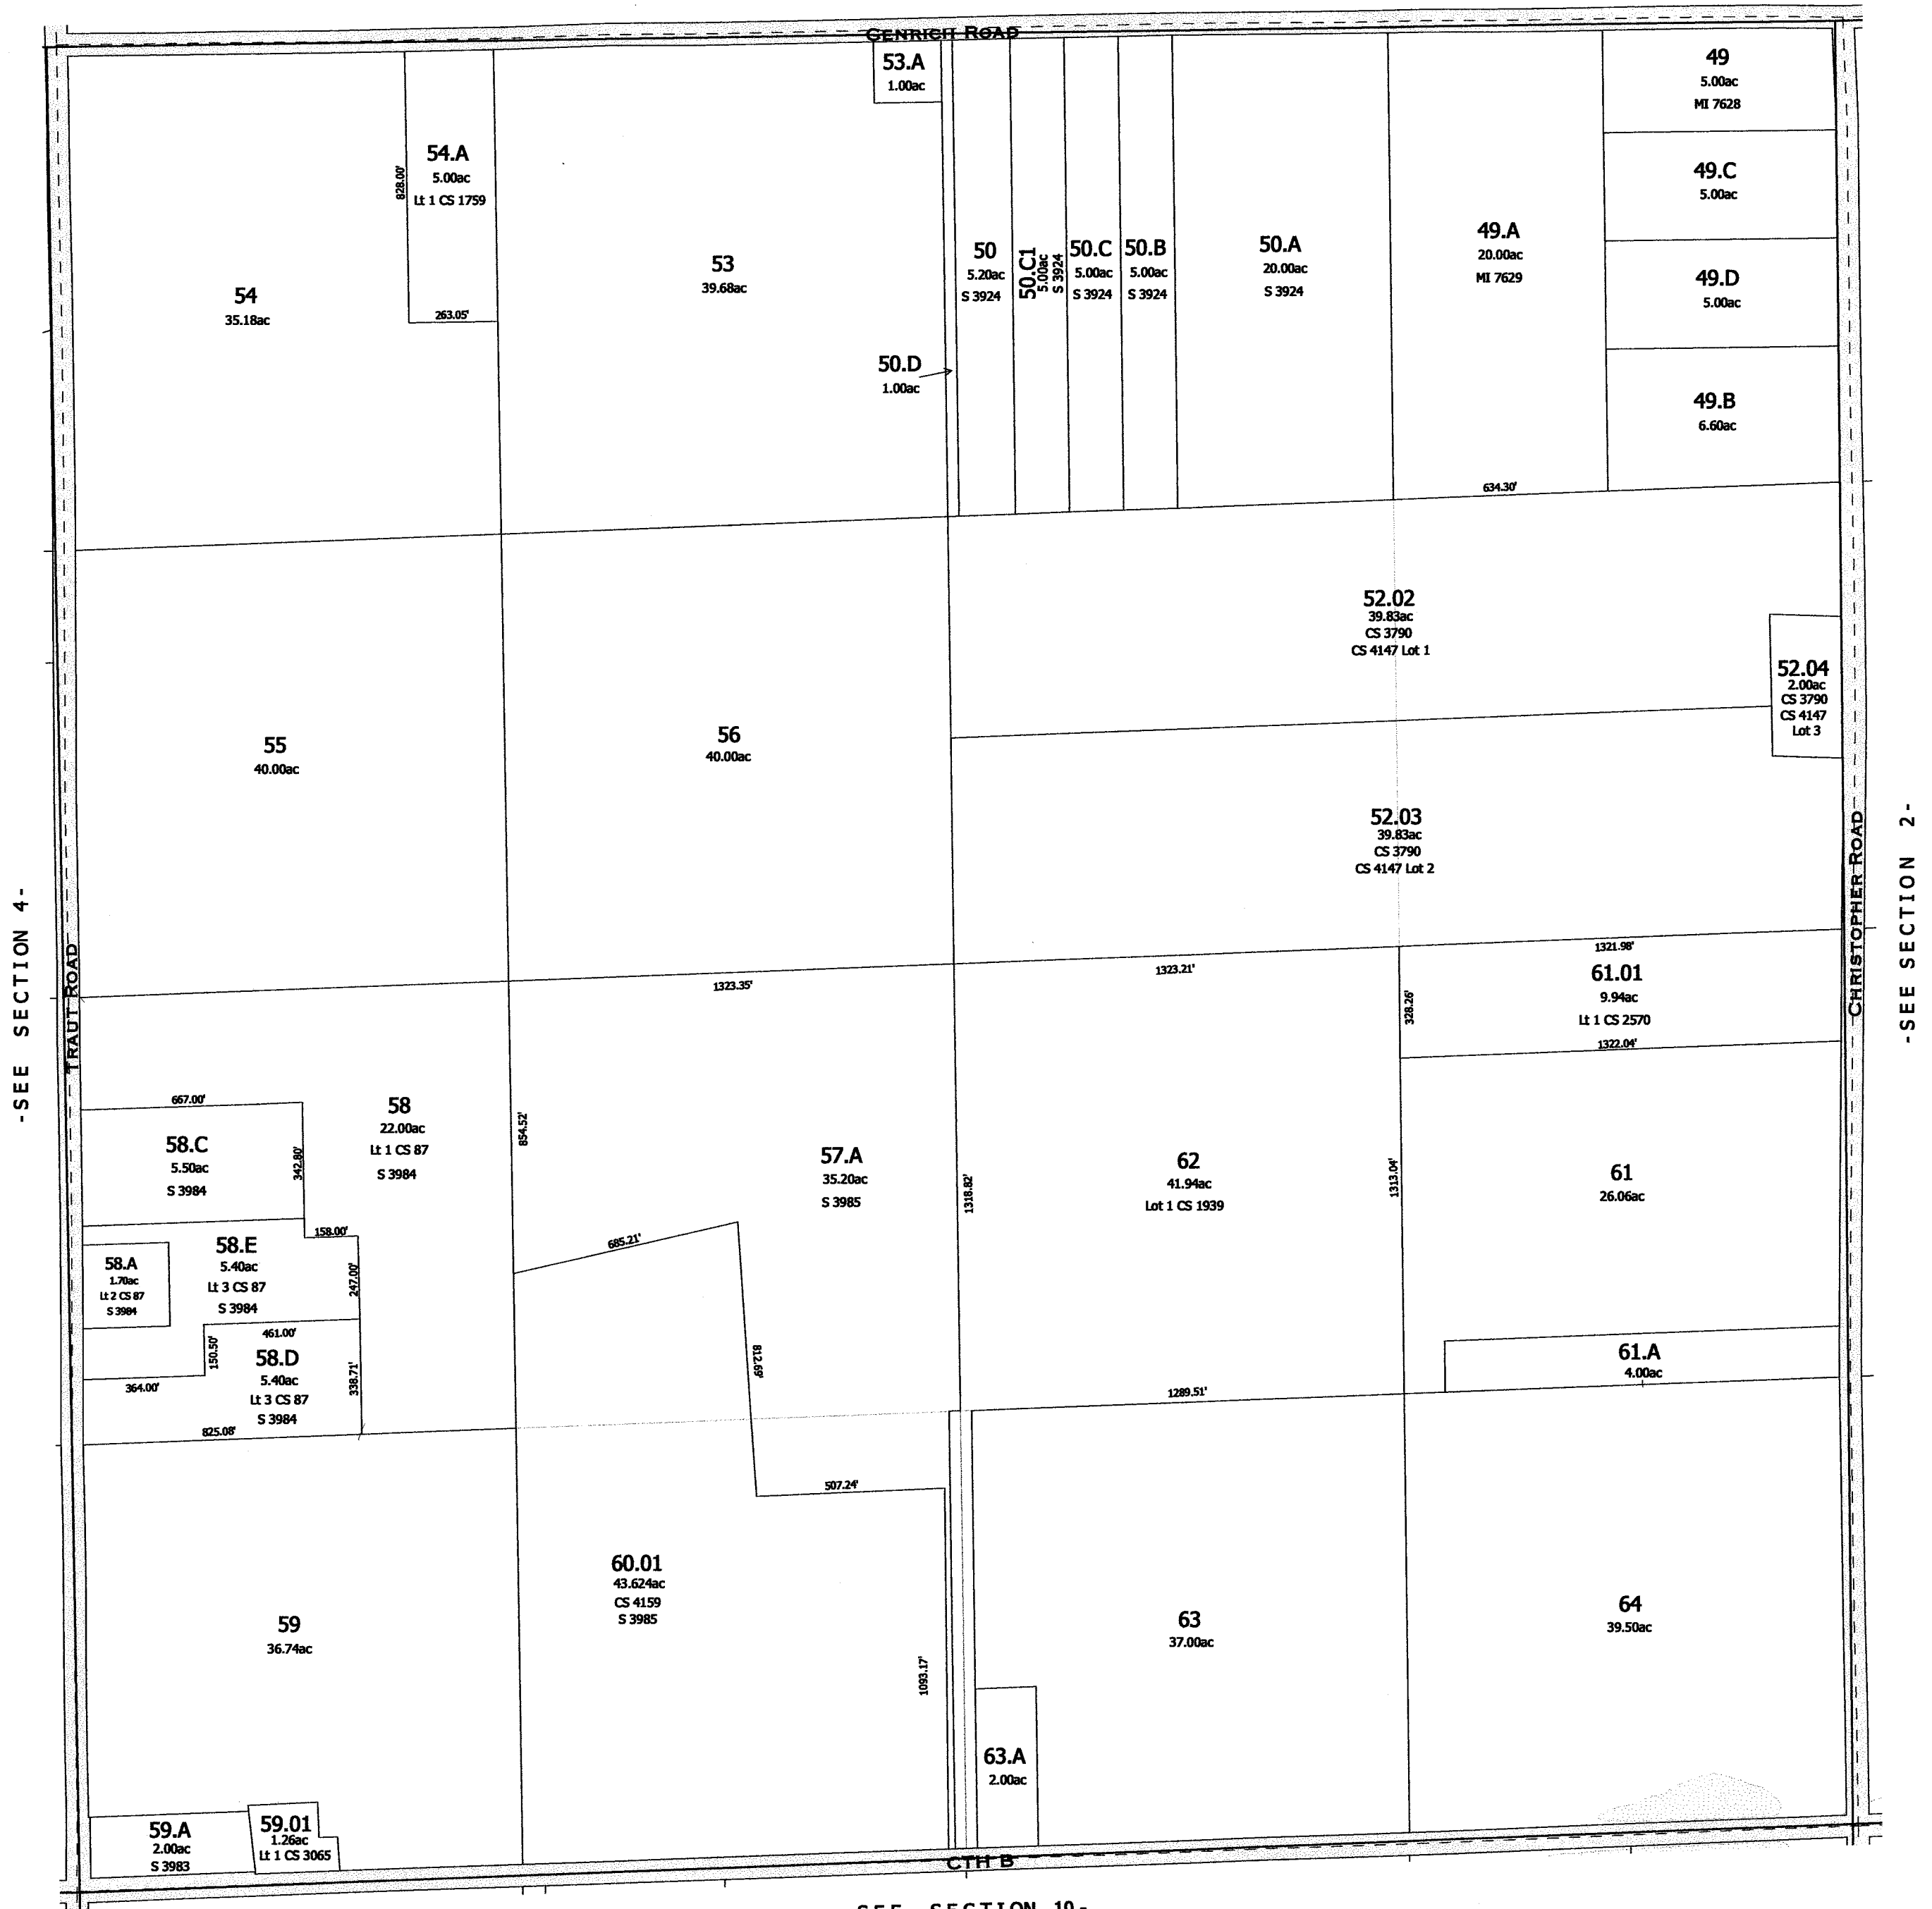 GENRICH ROAD
53.A
1.00ac
49
5.00ac
MI 7628
54.A
5.00ac
Lt 1 CS 1759
828.00'
263.05'
49.C
5.00ac
54
35.18ac
53
39.68ac
50
5.20ac
S 3924
50.C1
5.00ac
S 3924
50.C
5.00ac
S 3924
50.B
5.00ac
S 3924
50.A
20.00ac
S 3924
49.A
20.00ac
MI 7629
49.D
5.00ac
50.D
1.00ac
49.B
6.60ac
634.30'
52.02
39.83ac
CS 3790
CS 4147 Lot 1
52.04
2.00ac
CS 3790
CS 4147
Lot 3
55
40.00ac
56
40.00ac
52.03
39.83ac
CS 3790
CS 4147 Lot 2
-SEE SECTION 4-
TRAUT ROAD
CHRISTOPHER ROAD
-SEE SECTION 2-
1323.35'
1323.21'
1321.98'
61.01
9.94ac
Lt 1 CS 2570
328.26'
1322.04'
667.00'
58.C
5.50ac
S 3984
342.80'
58
22.00ac
Lt 1 CS 87
S 3984
854.52'
57.A
35.20ac
S 3985
1318.82'
62
41.94ac
Lot 1 CS 1939
1313.04'
61
26.06ac
158.00'
685.21'
58.E
5.40ac
Lt 3 CS 87
S 3984
58.A
1.70ac
Lt 2 CS 87
S 3984
247.00'
461.00'
150.50'
58.D
5.40ac
Lt 3 CS 87
S 3984
338.71'
364.00'
825.08'
812.69'
1289.51'
61.A
4.00ac
507.24'
60.01
43.624ac
CS 4159
S 3985
1093.17'
59
36.74ac
63
37.00ac
64
39.50ac
63.A
2.00ac
59.A
2.00ac
S 3983
59.01
1.26ac
Lt 1 CS 3065
CTH B
SEE SECTION 10-